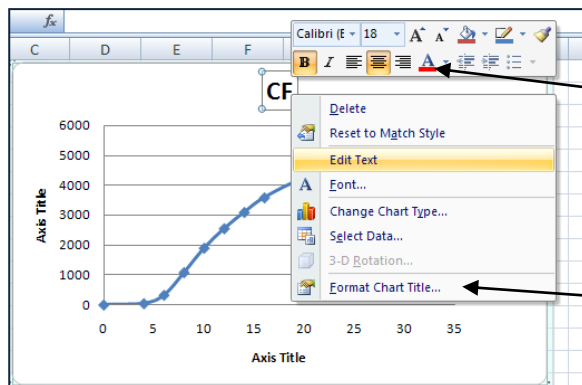 fx
Calibri (E 18 A A
B I A
C D E F
CF
Delete
Reset to Match Style
Edit Text
A Font...
Change Chart Type...
Select Data...
3-D Rotation...
Format Chart Title...
6000
5000
4000
3000
2000
1000
0
Axis Title
0 5 10 15 20 25 30 35
Axis Title